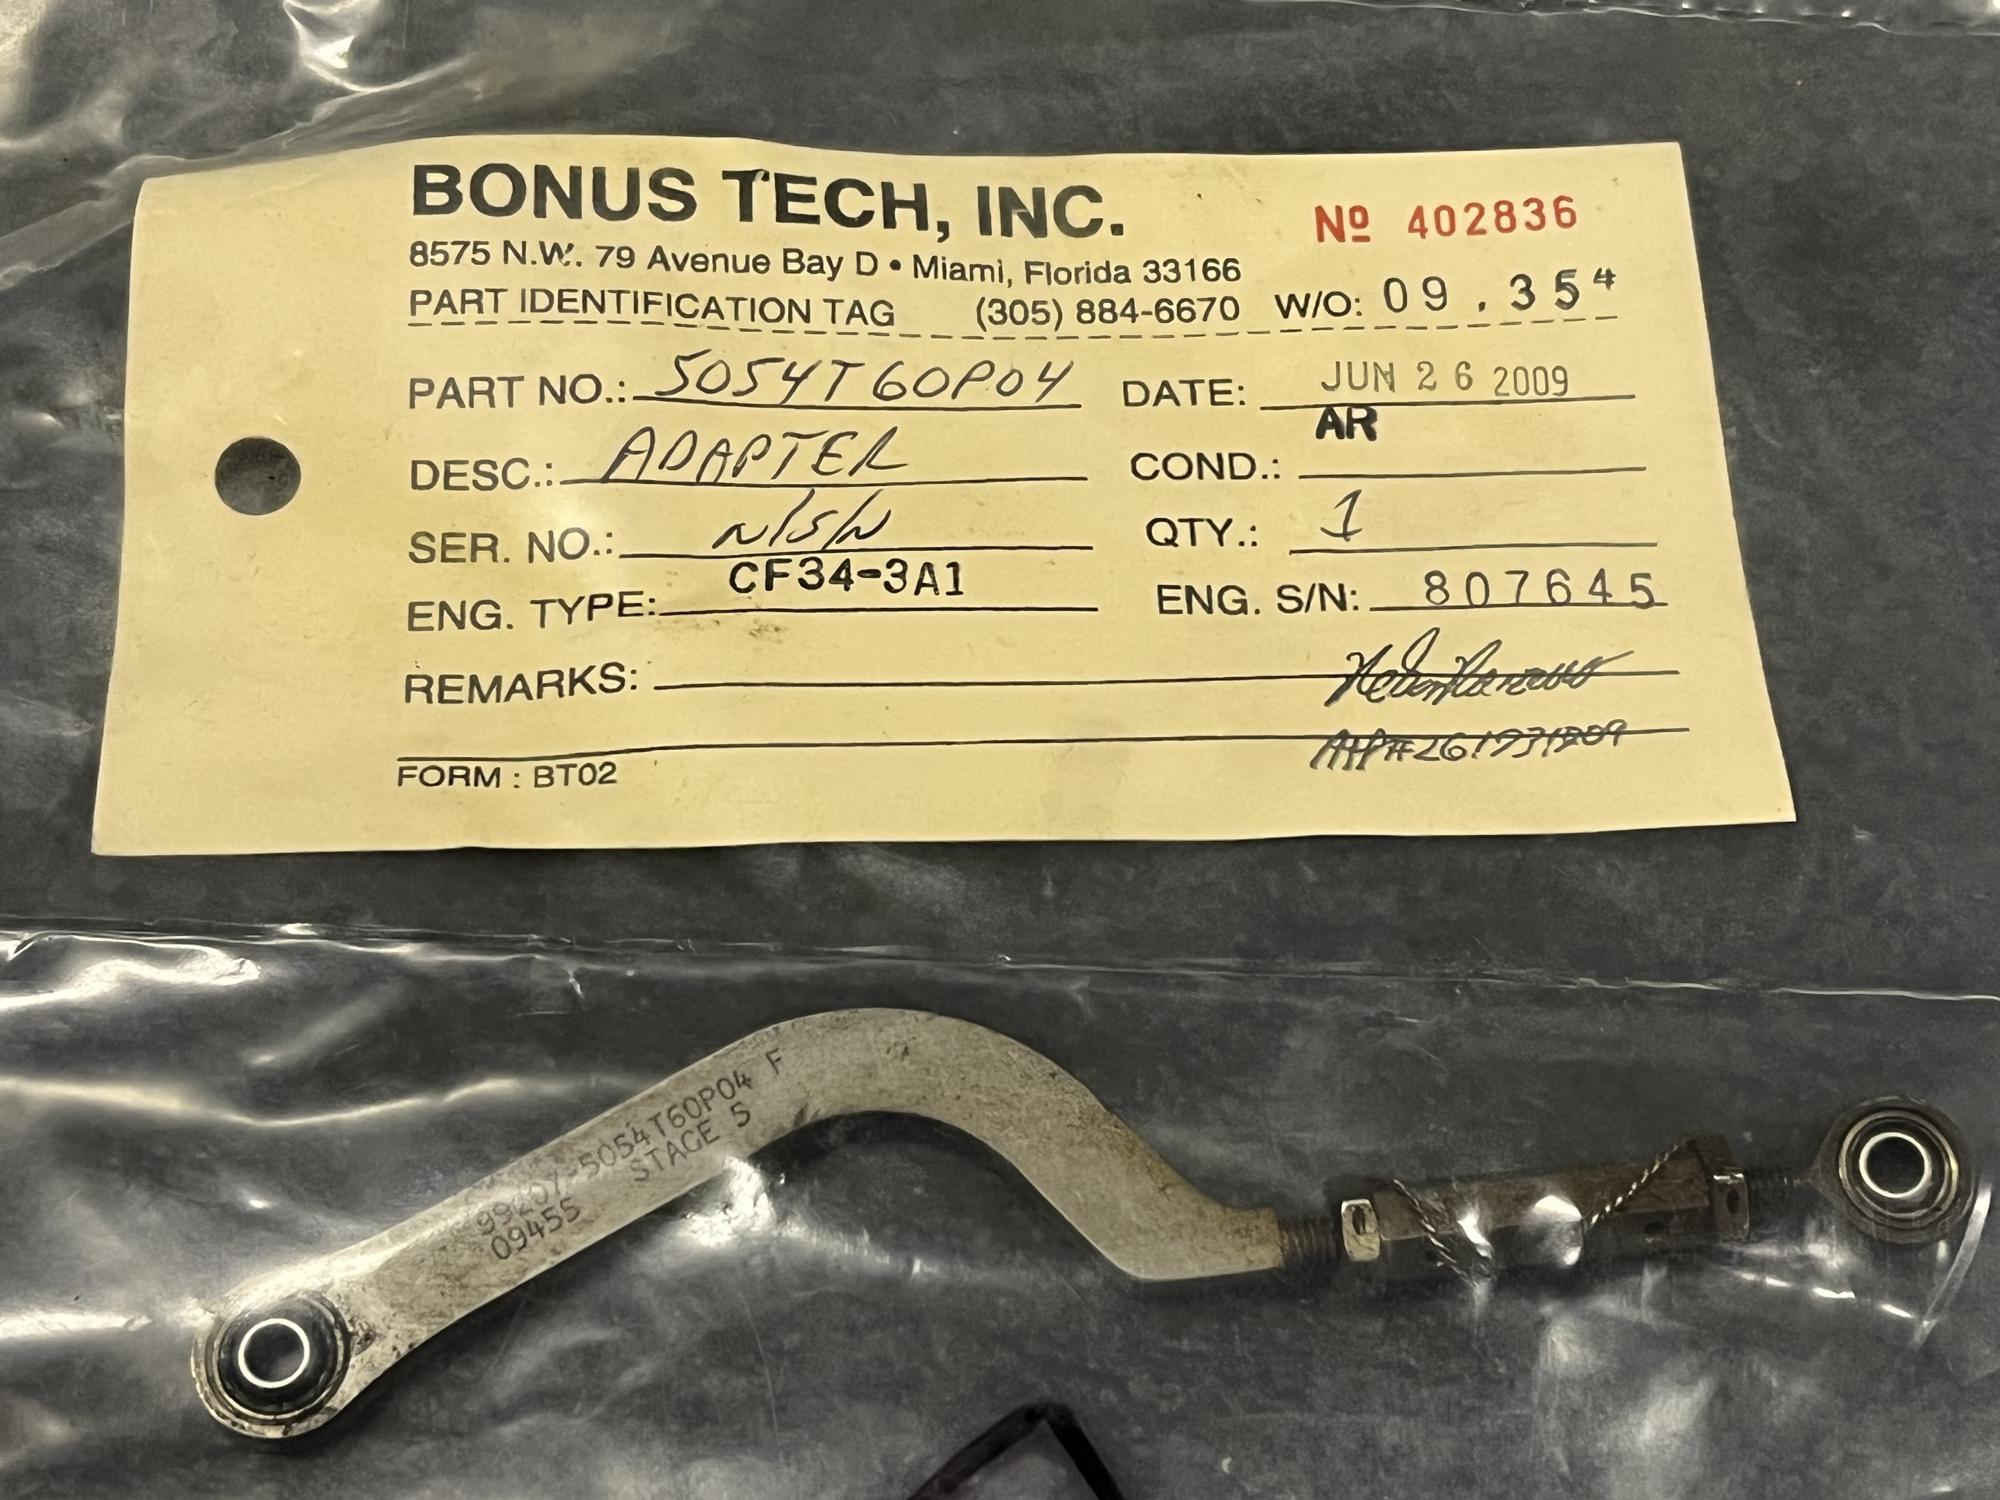 BONUS TECH, INC.
Nº 402836
8575 N.W. 79 Avenue Bay D • Miami, Florida 33166
PART IDENTIFICATION TAG (305) 884-6670 W/O: 09.354
PART NO.: 5054T60P04 DATE: JUN 26 2009
DESC.: ADAPTER COND.: AR
SER. NO.: N/S/N QTY.: 1
ENG. TYPE: CF34-3A1 ENG. S/N: 807645
REMARKS:
FORM : BT02
99207-5054T60P04 F
09455 STAGE 5